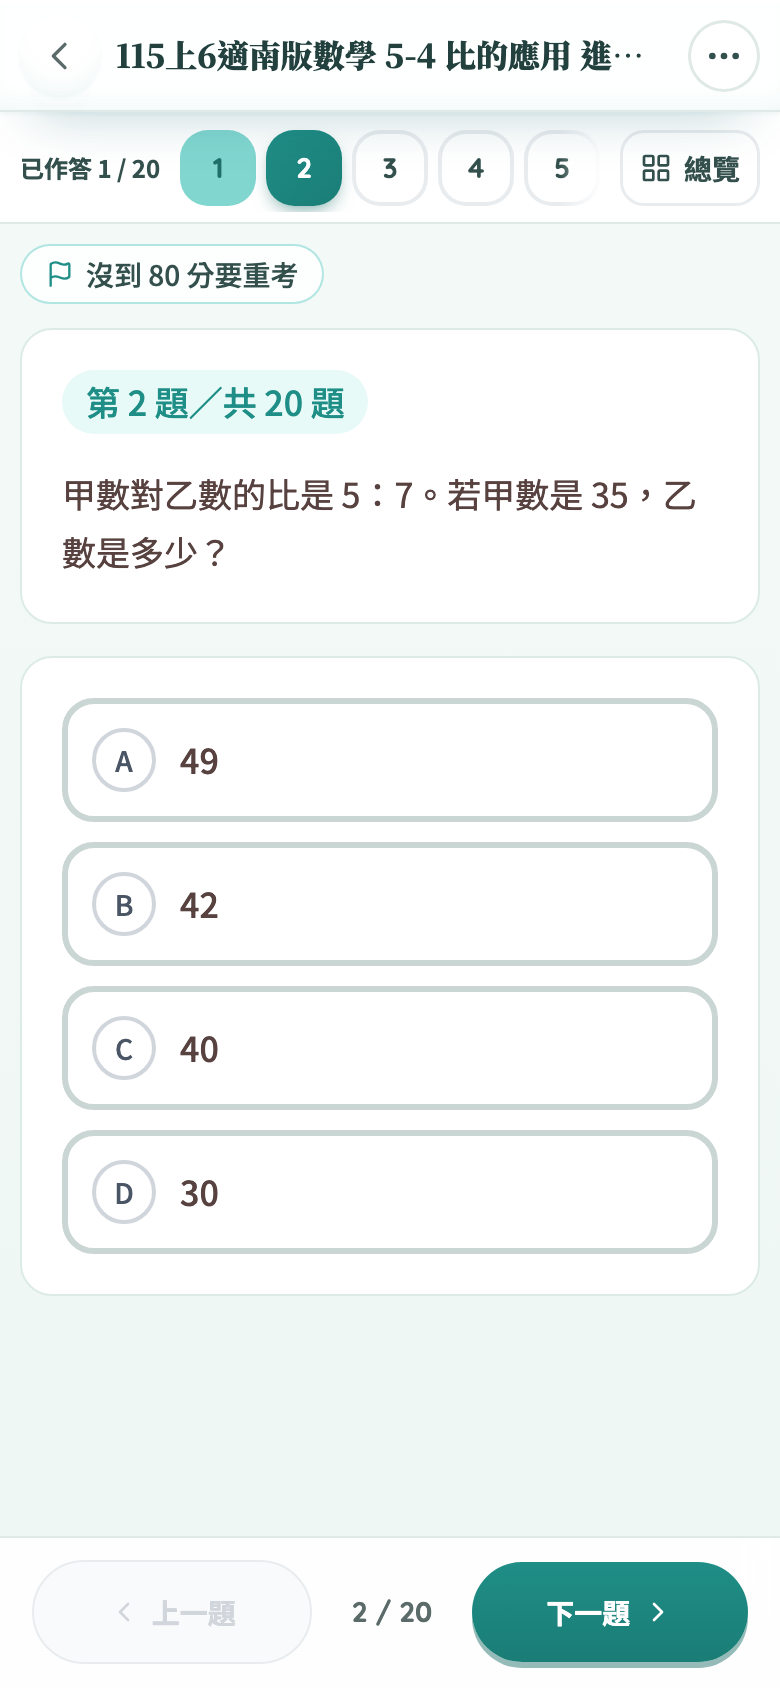 115上6適南版數學 5-4 比的應用 進⋯
已作答 1 / 20
1
2
3
4
5
總覽
沒到 80 分要重考
第 2 題／共 20 題
甲數對乙數的比是 5：7。若甲數是 35，乙
數是多少？
A 49
B 42
C 40
D 30
上一題
2 / 20
下一題